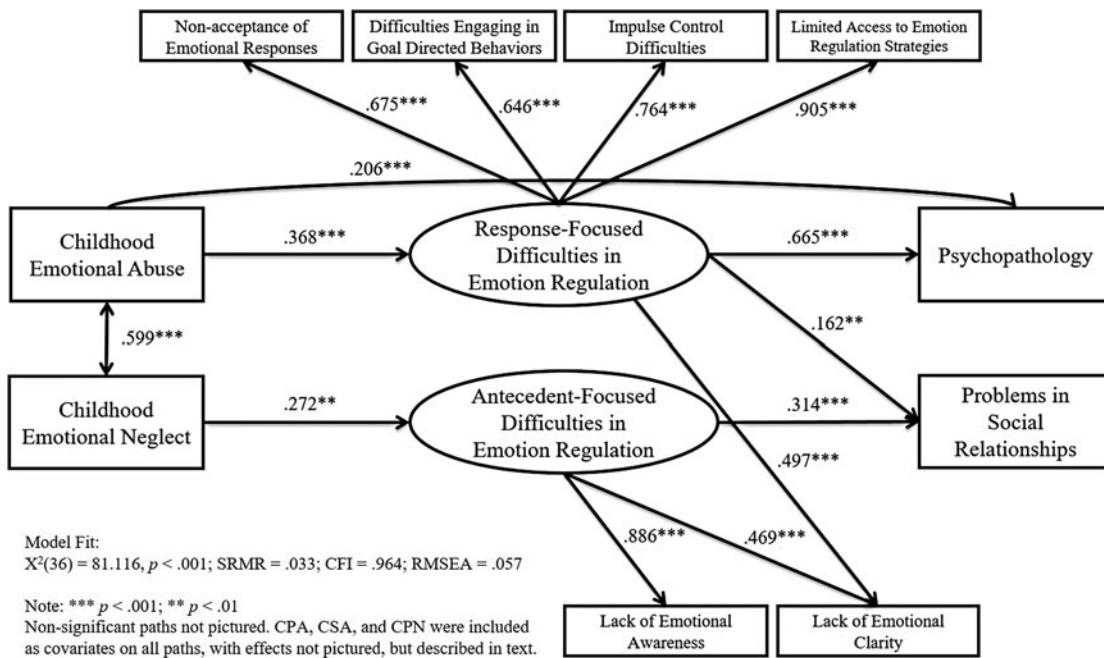 Non-acceptance of
Emotional Responses
Difficulties Engaging in
Goal Directed Behaviors
Impulse Control
Difficulties
Limited Access to Emotion
Regulation Strategies
.675***
.646***
.764***
.905***
.206***
Childhood
Emotional Abuse
.368***
Response-Focused
Difficulties in
Emotion Regulation
.665***
Psychopathology
.599***
.162**
Childhood
Emotional Neglect
.272**
Antecedent-Focused
Difficulties in
Emotion Regulation
.314***
Problems in
Social
Relationships
.497***
.886***
.469***
Model Fit:
X²(36) = 81.116, p < .001; SRMR = .033; CFI = .964; RMSEA = .057
Note: *** p < .001; ** p < .01
Non-significant paths not pictured. CPA, CSA, and CPN were included
as covariates on all paths, with effects not pictured, but described in text.
Lack of Emotional
Awareness
Lack of Emotional
Clarity